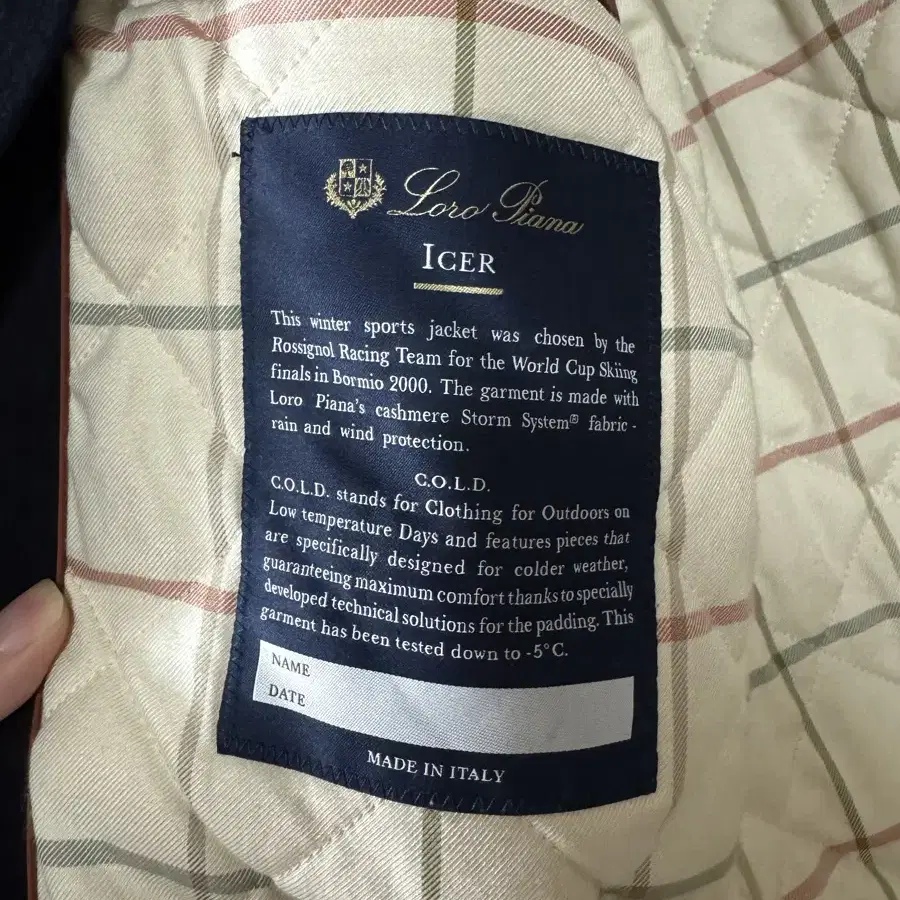 Loro Piana
ICER
This winter sports jacket was chosen by the
Rossignol Racing Team for the World Cup Skiing
finals in Bormio 2000. The garment is made with
Loro Piana's cashmere Storm System® fabric -
rain and wind protection.
C.O.L.D.
C.O.L.D. stands for Clothing for Outdoors on
Low temperature Days and features pieces that
are specifically designed for colder weather,
guaranteeing maximum comfort thanks to specially
developed technical solutions for the padding. This
garment has been tested down to -5°C.
NAME
DATE
MADE IN ITALY